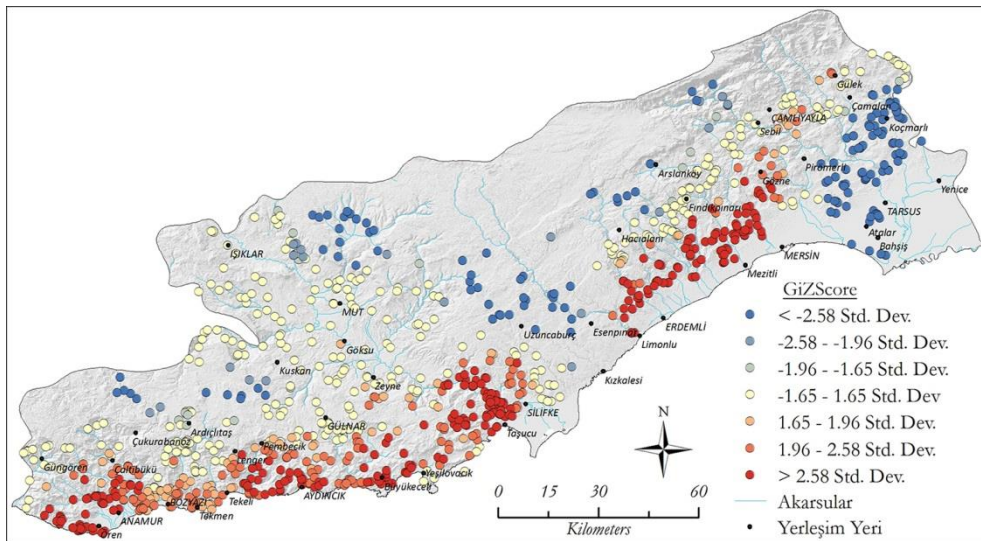 Gülek
Çamalan
ÇAMLIYAYLA
Koçmarlı
Sebil
Arslanköy
Pirömerli
Gözne
Yenice
Fındıkpınarı
TARSUS
Hacıalanı
Atalar
Bahşiş
IŞIKLAR
MERSİN
Mezitli
MUT
ERDEMLİ
Uzuncaburç
Esenpınar
Limonlu
Göksu
Kuskan
Zeyne
Kızkalesi
SİLİFKE
GÜLNAR
Taşucu
Ardıçlıtaş
Çukurabanoz
Pembecik
Lenger
Güngören
Çaltıbükü
Yeşilovacık
Büyükeceli
AYDINCIK
Tekeli
BOZYAZI
Tekmen
ANAMUR
Ören
N
0 15 30 60
Kilometers
GiZScore
< -2.58 Std. Dev.
-2.58 - -1.96 Std. Dev.
-1.96 - -1.65 Std. Dev.
-1.65 - 1.65 Std. Dev.
1.65 - 1.96 Std. Dev.
1.96 - 2.58 Std. Dev.
> 2.58 Std. Dev.
Akarsular
Yerleşim Yeri